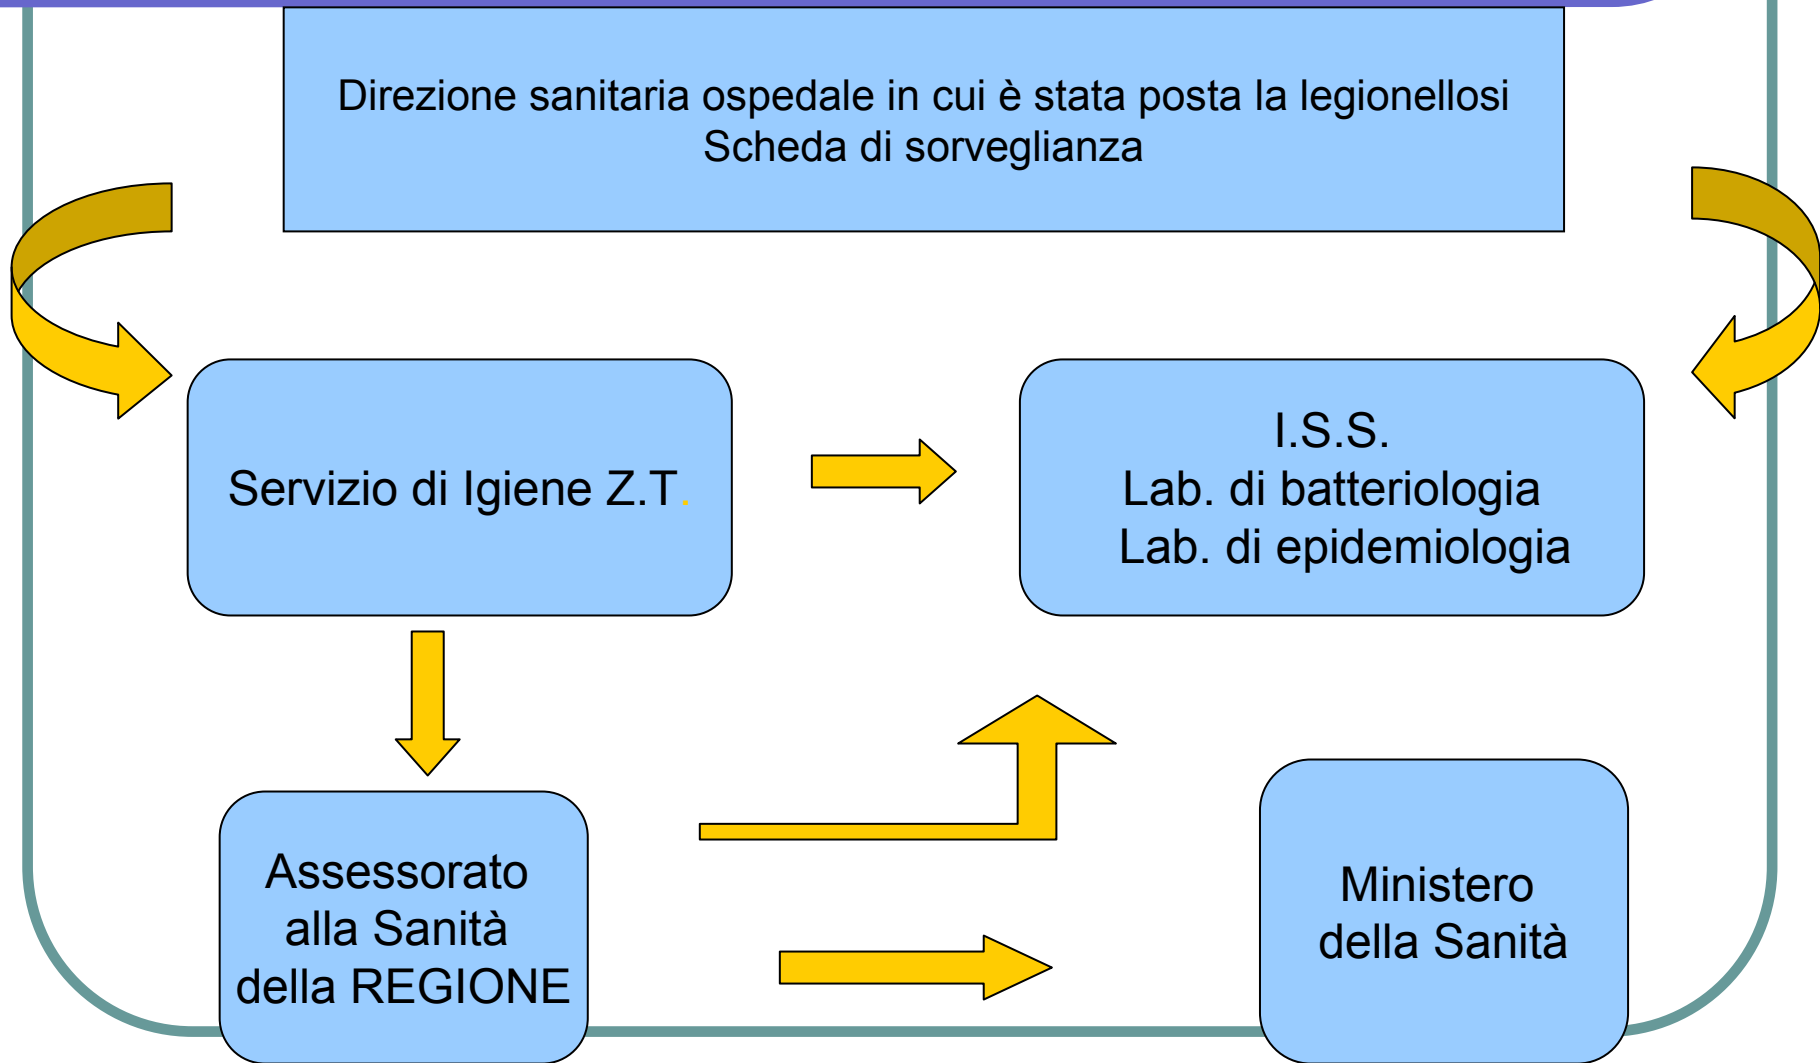 Direzione sanitaria ospedale in cui è stata posta la legionellosi
Scheda di sorveglianza
Servizio di Igiene Z.T.
I.S.S.
Lab. di batteriologia
Lab. di epidemiologia
Assessorato
alla Sanità
della REGIONE
Ministero
della Sanità